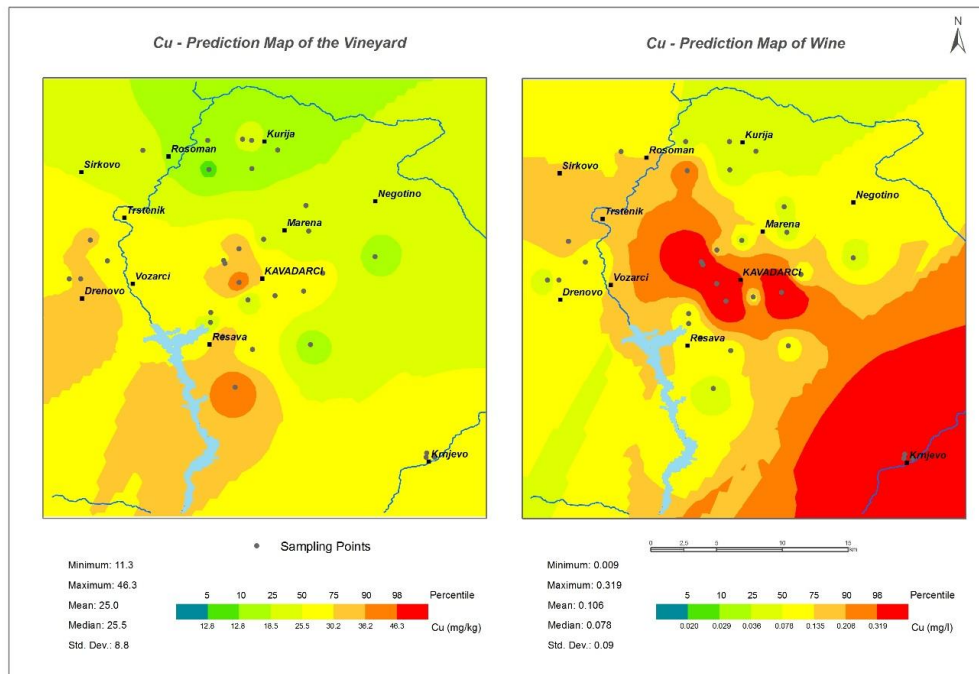 Cu - Prediction Map of the Vineyard
Cu - Prediction Map of Wine
N
Kurija
Rosoman
Sirkovo
Negotino
Trstenik
Marena
KAVADARCI
Vozarci
Drenovo
Resava
Krnjevo
Kurija
Rosoman
Sirkovo
Negotino
Trstenik
Marena
KAVADARCI
Vozarci
Drenovo
Resava
Krnjevo
Sampling Points
0 2,5 5 10 15
km
Minimum: 11.3
Maximum: 46.3
Mean: 25.0
Median: 25.5
Std. Dev.: 8.8
5 10 25 50 75 90 98 Percentile
12.8 12.8 18.5 25.5 30.2 38.2 46.3 Cu (mg/kg)
Minimum: 0.009
Maximum: 0.319
Mean: 0.106
Median: 0.078
Std. Dev.: 0.09
5 10 25 50 75 90 98 Percentile
0.020 0.029 0.036 0.078 0.135 0.208 0.319 Cu (mg/l)